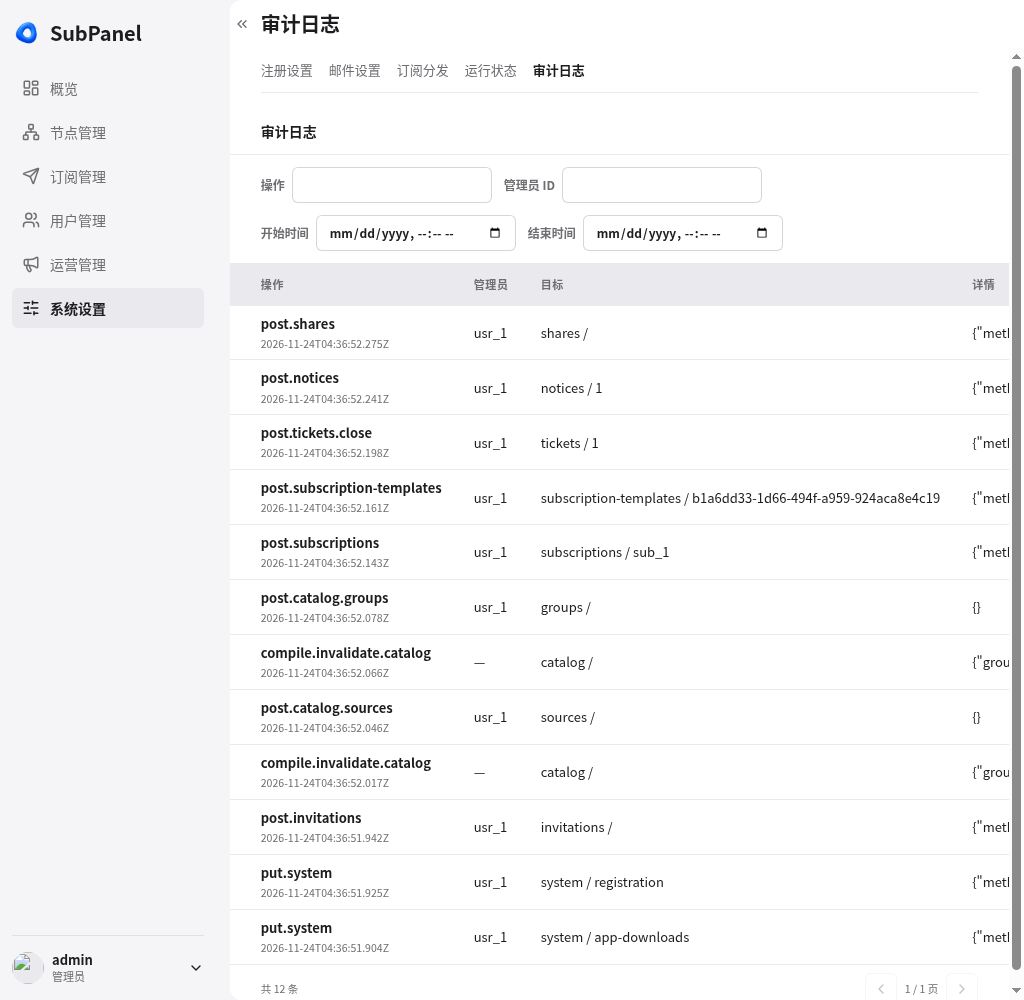 SubPanel
概览
节点管理
订阅管理
用户管理
运营管理
系统设置
admin
管理员
审计日志
注册设置 邮件设置 订阅分发 运行状态 审计日志
审计日志
操作 管理员 ID
开始时间 mm/dd/yyyy, --:-- -- 结束时间 mm/dd/yyyy, --:-- --
操作 管理员 目标 详情
post.shares
2026-11-24T04:36:52.275Z
usr_1 shares /
post.notices
2026-11-24T04:36:52.241Z
usr_1 notices / 1
post.tickets.close
2026-11-24T04:36:52.198Z
usr_1 tickets / 1
post.subscription-templates
2026-11-24T04:36:52.161Z
usr_1 subscription-templates / b1a6dd33-1d66-494f-a959-924aca8e4c19
post.subscriptions
2026-11-24T04:36:52.143Z
usr_1 subscriptions / sub_1
post.catalog.groups
2026-11-24T04:36:52.078Z
usr_1 groups / {}
compile.invalidate.catalog
2026-11-24T04:36:52.066Z
— catalog / {"grou
post.catalog.sources
2026-11-24T04:36:52.046Z
usr_1 sources / {}
compile.invalidate.catalog
2026-11-24T04:36:52.017Z
— catalog / {"grou
post.invitations
2026-11-24T04:36:51.942Z
usr_1 invitations /
put.system
2026-11-24T04:36:51.925Z
usr_1 system / registration
put.system
2026-11-24T04:36:51.904Z
usr_1 system / app-downloads
共 12 条 1 / 1 页